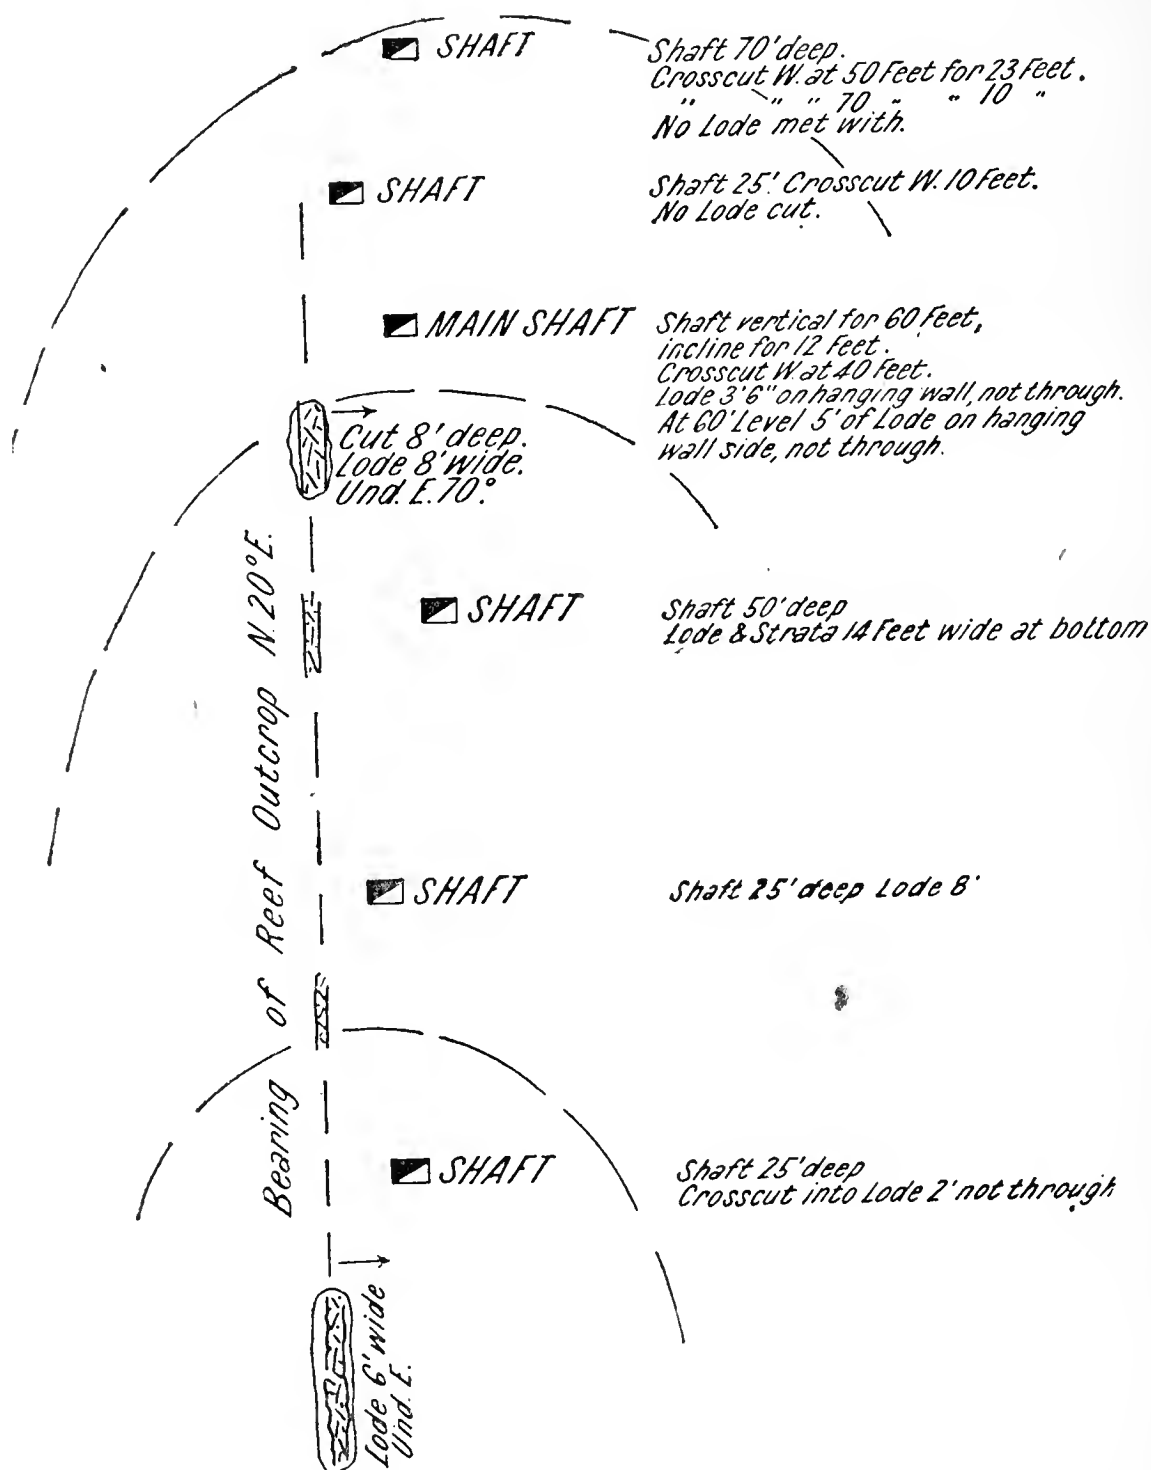 SHAFT
Shaft 70' deep.
Crosscut W. at 50 Feet for 23 Feet.
" " " 70 " " 10 "
No Lode met with.
SHAFT
Shaft 25'. Crosscut W. 10 Feet.
No Lode cut.
MAIN SHAFT
Shaft vertical for 60 Feet,
incline for 12 Feet.
Crosscut W. at 40 Feet.
Lode 3'6" on hanging wall, not through.
At 60' Level 5' of Lode on hanging
wall side, not through.
Cut 8' deep.
Lode 8' wide.
Und. E. 70°.
SHAFT
Shaft 50' deep
Lode & Strata 14 Feet wide at bottom
Bearing of Reef Outcrop N. 20° E.
SHAFT
Shaft 25' deep Lode 8'
SHAFT
Shaft 25' deep
Crosscut into Lode 2' not through
Lode 6' wide
Und. E.